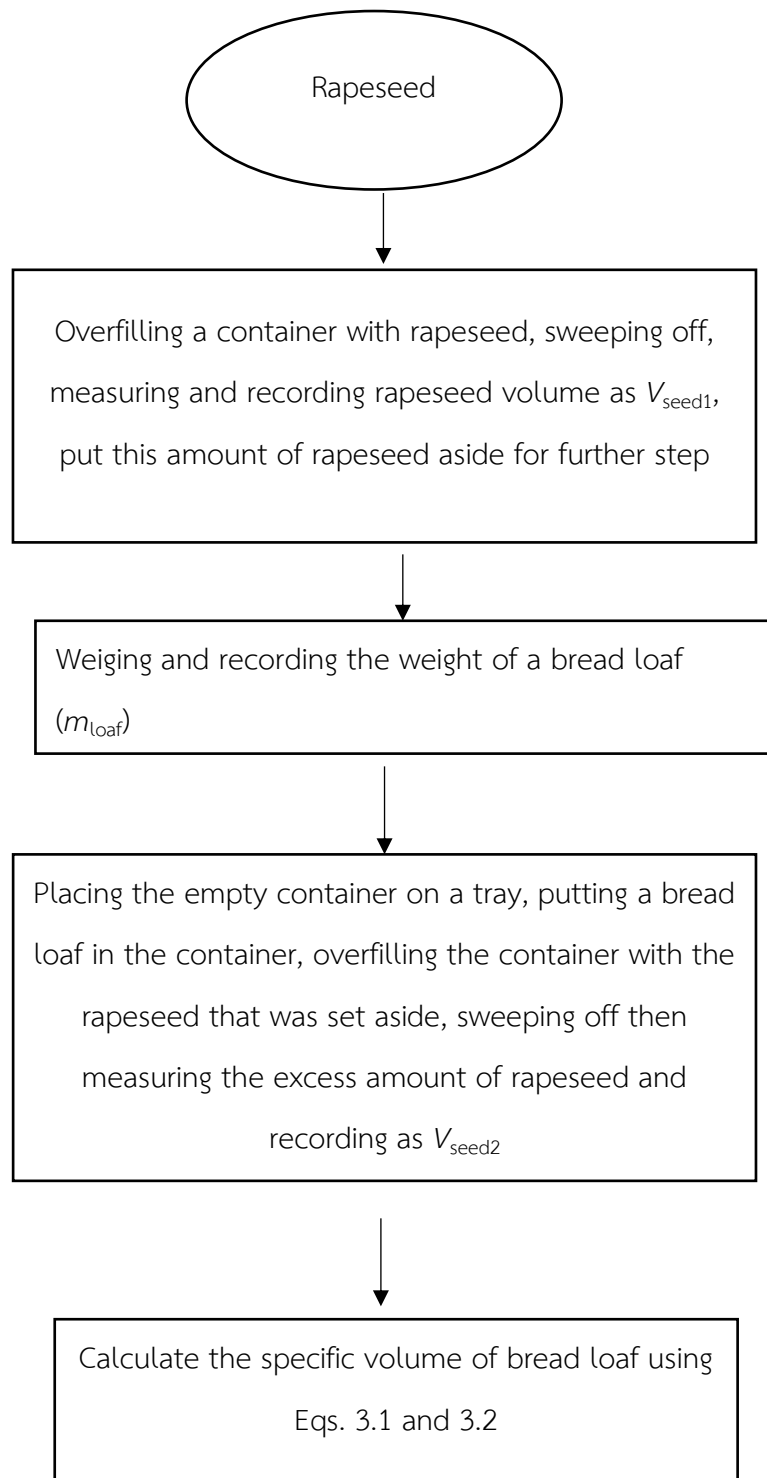 Rapeseed
Overfilling a container with rapeseed, sweeping off,
measuring and recording rapeseed volume as Vseed1,
put this amount of rapeseed aside for further step
Weiging and recording the weight of a bread loaf
(mloaf)
Placing the empty container on a tray, putting a bread
loaf in the container, overfilling the container with the
rapeseed that was set aside, sweeping off then
measuring the excess amount of rapeseed and
recording as Vseed2
Calculate the specific volume of bread loaf using
Eqs. 3.1 and 3.2